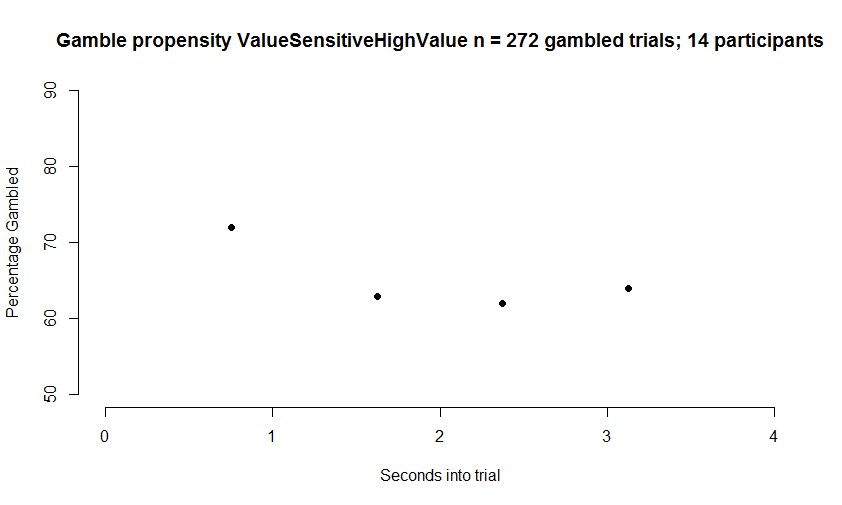 Gamble propensity ValueSensitiveHighValue n = 272 gambled trials; 14 participants
90
80
70
60
50
Percentage Gambled
0 1 2 3 4
Seconds into trial